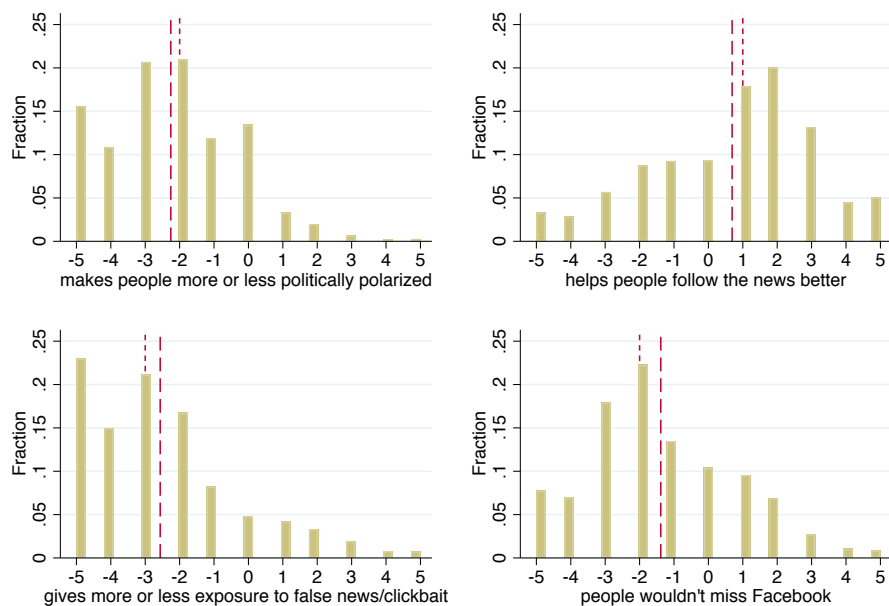 Fraction
0 .05 .1 .15 .2 .25
-5 -4 -3 -2 -1 0 1 2 3 4 5
makes people more or less politically polarized
Fraction
0 .05 .1 .15 .2 .25
-5 -4 -3 -2 -1 0 1 2 3 4 5
helps people follow the news better
Fraction
0 .05 .1 .15 .2 .25
-5 -4 -3 -2 -1 0 1 2 3 4 5
gives more or less exposure to false news/clickbait
Fraction
0 .05 .1 .15 .2 .25
-5 -4 -3 -2 -1 0 1 2 3 4 5
people wouldn't miss Facebook